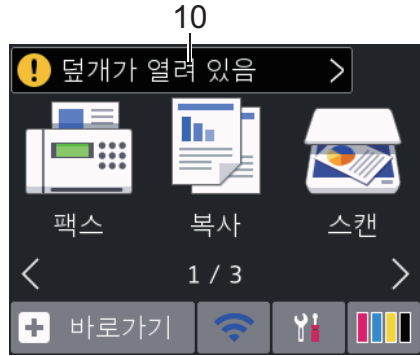 10
덮개가 열려 있음
팩스 복사 스캔
1 / 3
바로가기